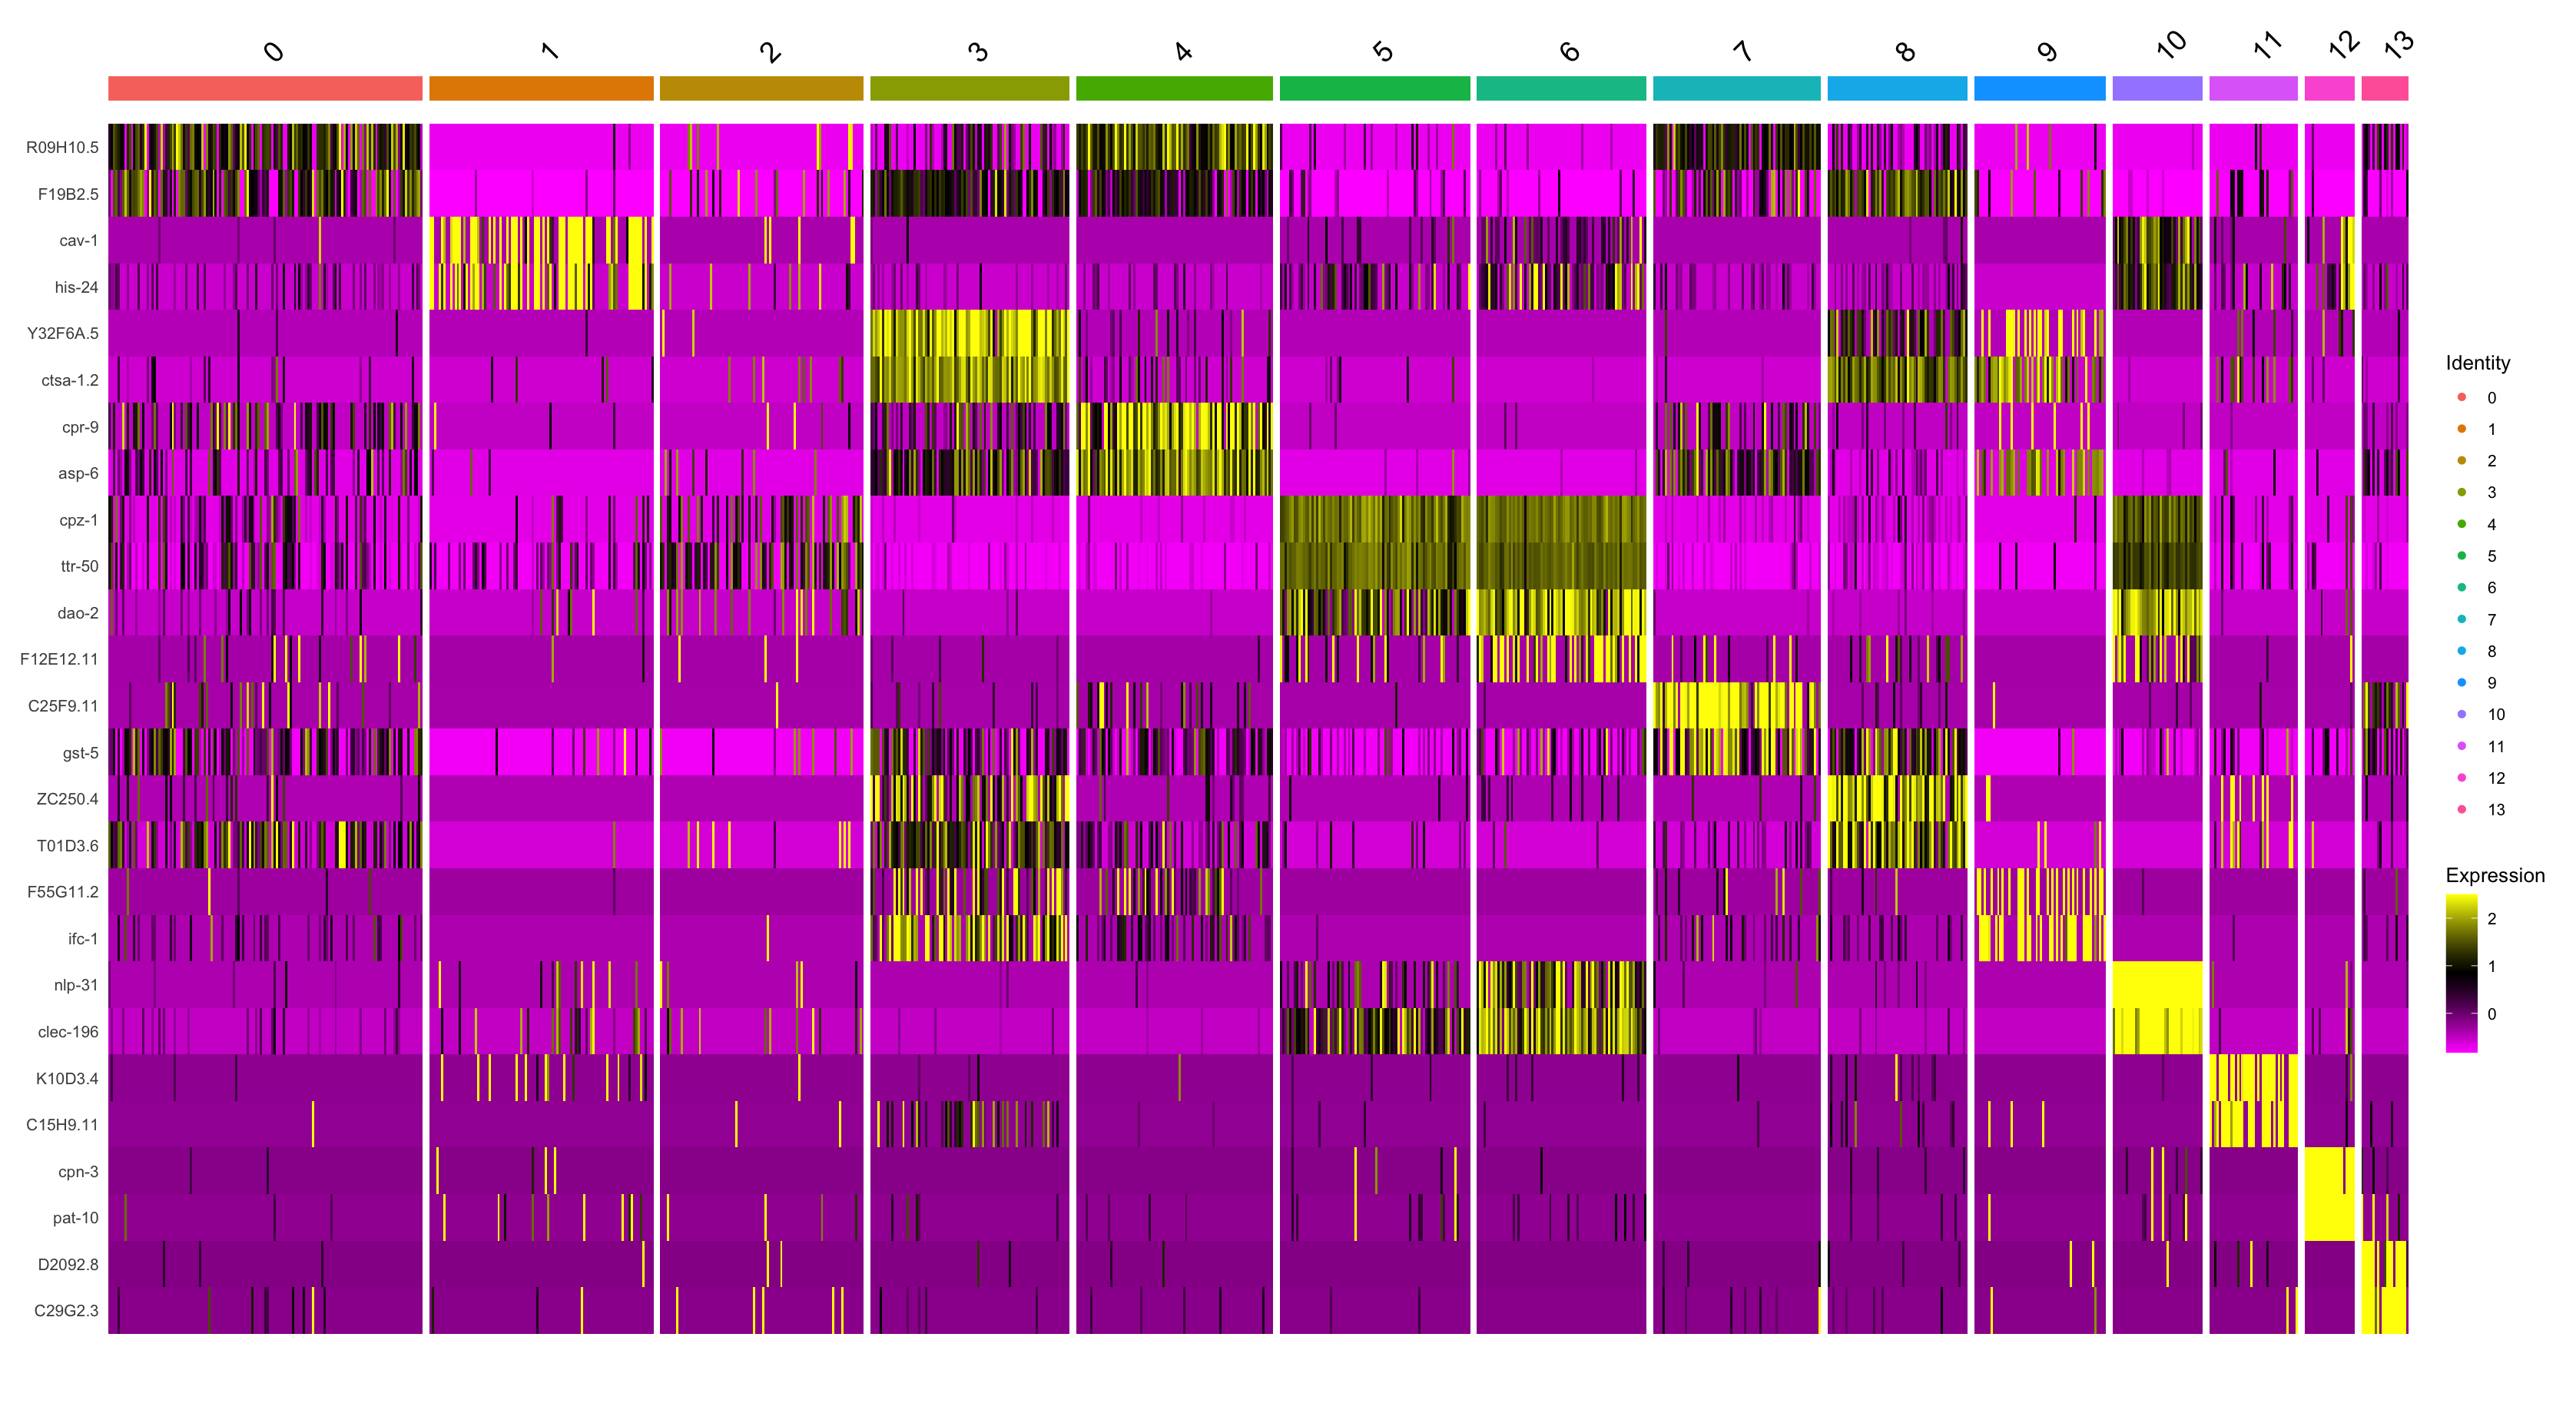 0 1 2 3 4 5 6 7 8 9 10 11 12 13
R09H10.5
F19B2.5
cav-1
his-24
Y32F6A.5
ctsa-1.2
cpr-9
asp-6
cpz-1
ttr-50
dao-2
F12E12.11
C25F9.11
gst-5
ZC250.4
T01D3.6
F55G11.2
ifc-1
nlp-31
clec-196
K10D3.4
C15H9.11
cpn-3
pat-10
D2092.8
C29G2.3
Identity
0
1
2
3
4
5
6
7
8
9
10
11
12
13
Expression
2
1
0